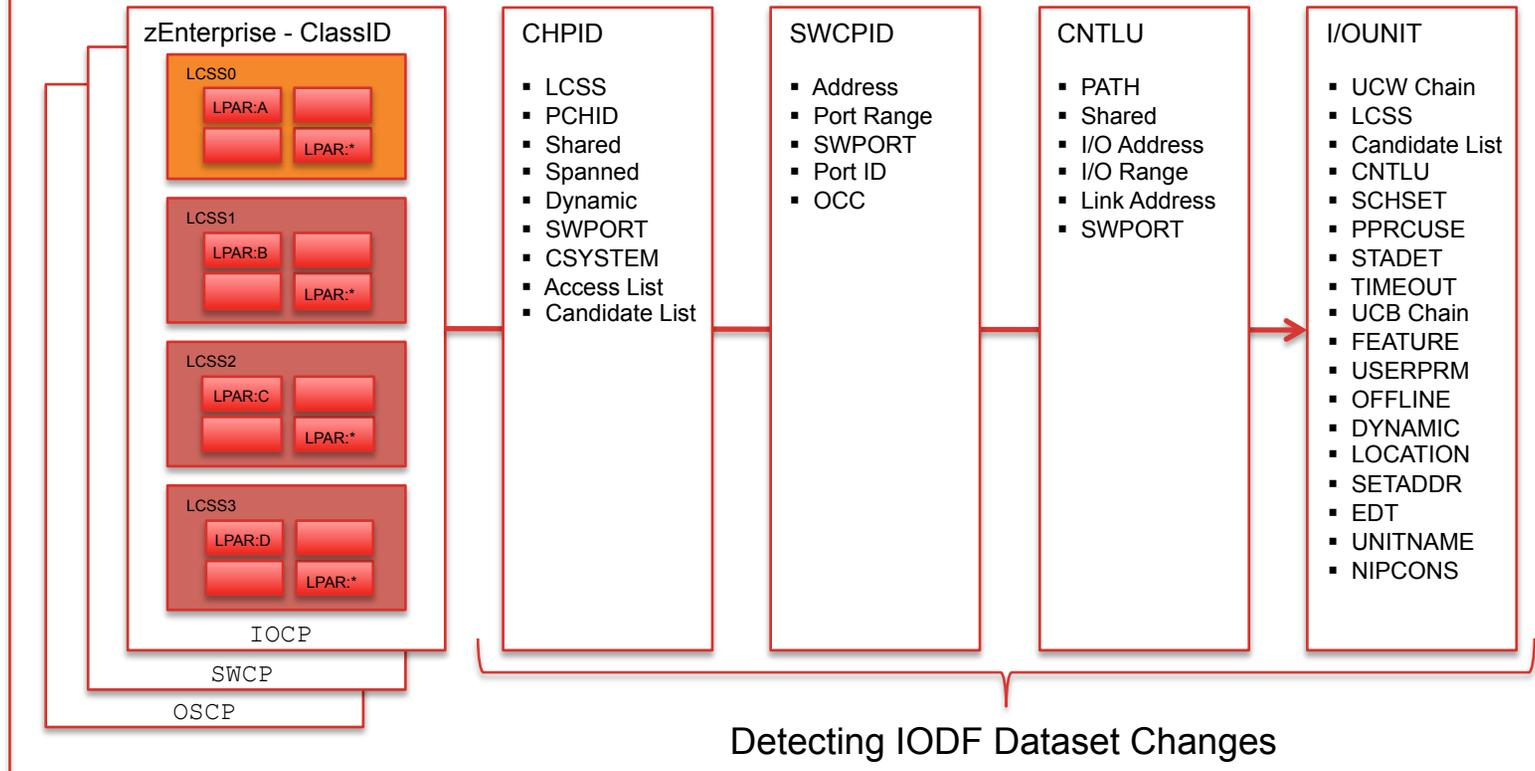 zEnterprise - ClassID
LCSS0
LPAR:A
LPAR:*
LCSS1
LPAR:B
LPAR:*
LCSS2
LPAR:C
LPAR:*
LCSS3
LPAR:D
LPAR:*
IOCP
SWCP
OSCP
CHPID
▪ LCSS
▪ PCHID
▪ Shared
▪ Spanned
▪ Dynamic
▪ SWPORT
▪ CSYSTEM
▪ Access List
▪ Candidate List
SWCPID
▪ Address
▪ Port Range
▪ SWPORT
▪ Port ID
▪ OCC
CNTLU
▪ PATH
▪ Shared
▪ I/O Address
▪ I/O Range
▪ Link Address
▪ SWPORT
I/OUNIT
▪ UCW Chain
▪ LCSS
▪ Candidate List
▪ CNTLU
▪ SCHSET
▪ PPRCUSE
▪ STADET
▪ TIMEOUT
▪ UCB Chain
▪ FEATURE
▪ USERPRM
▪ OFFLINE
▪ DYNAMIC
▪ LOCATION
▪ SETADDR
▪ EDT
▪ UNITNAME
▪ NIPCONS
Detecting IODF Dataset Changes